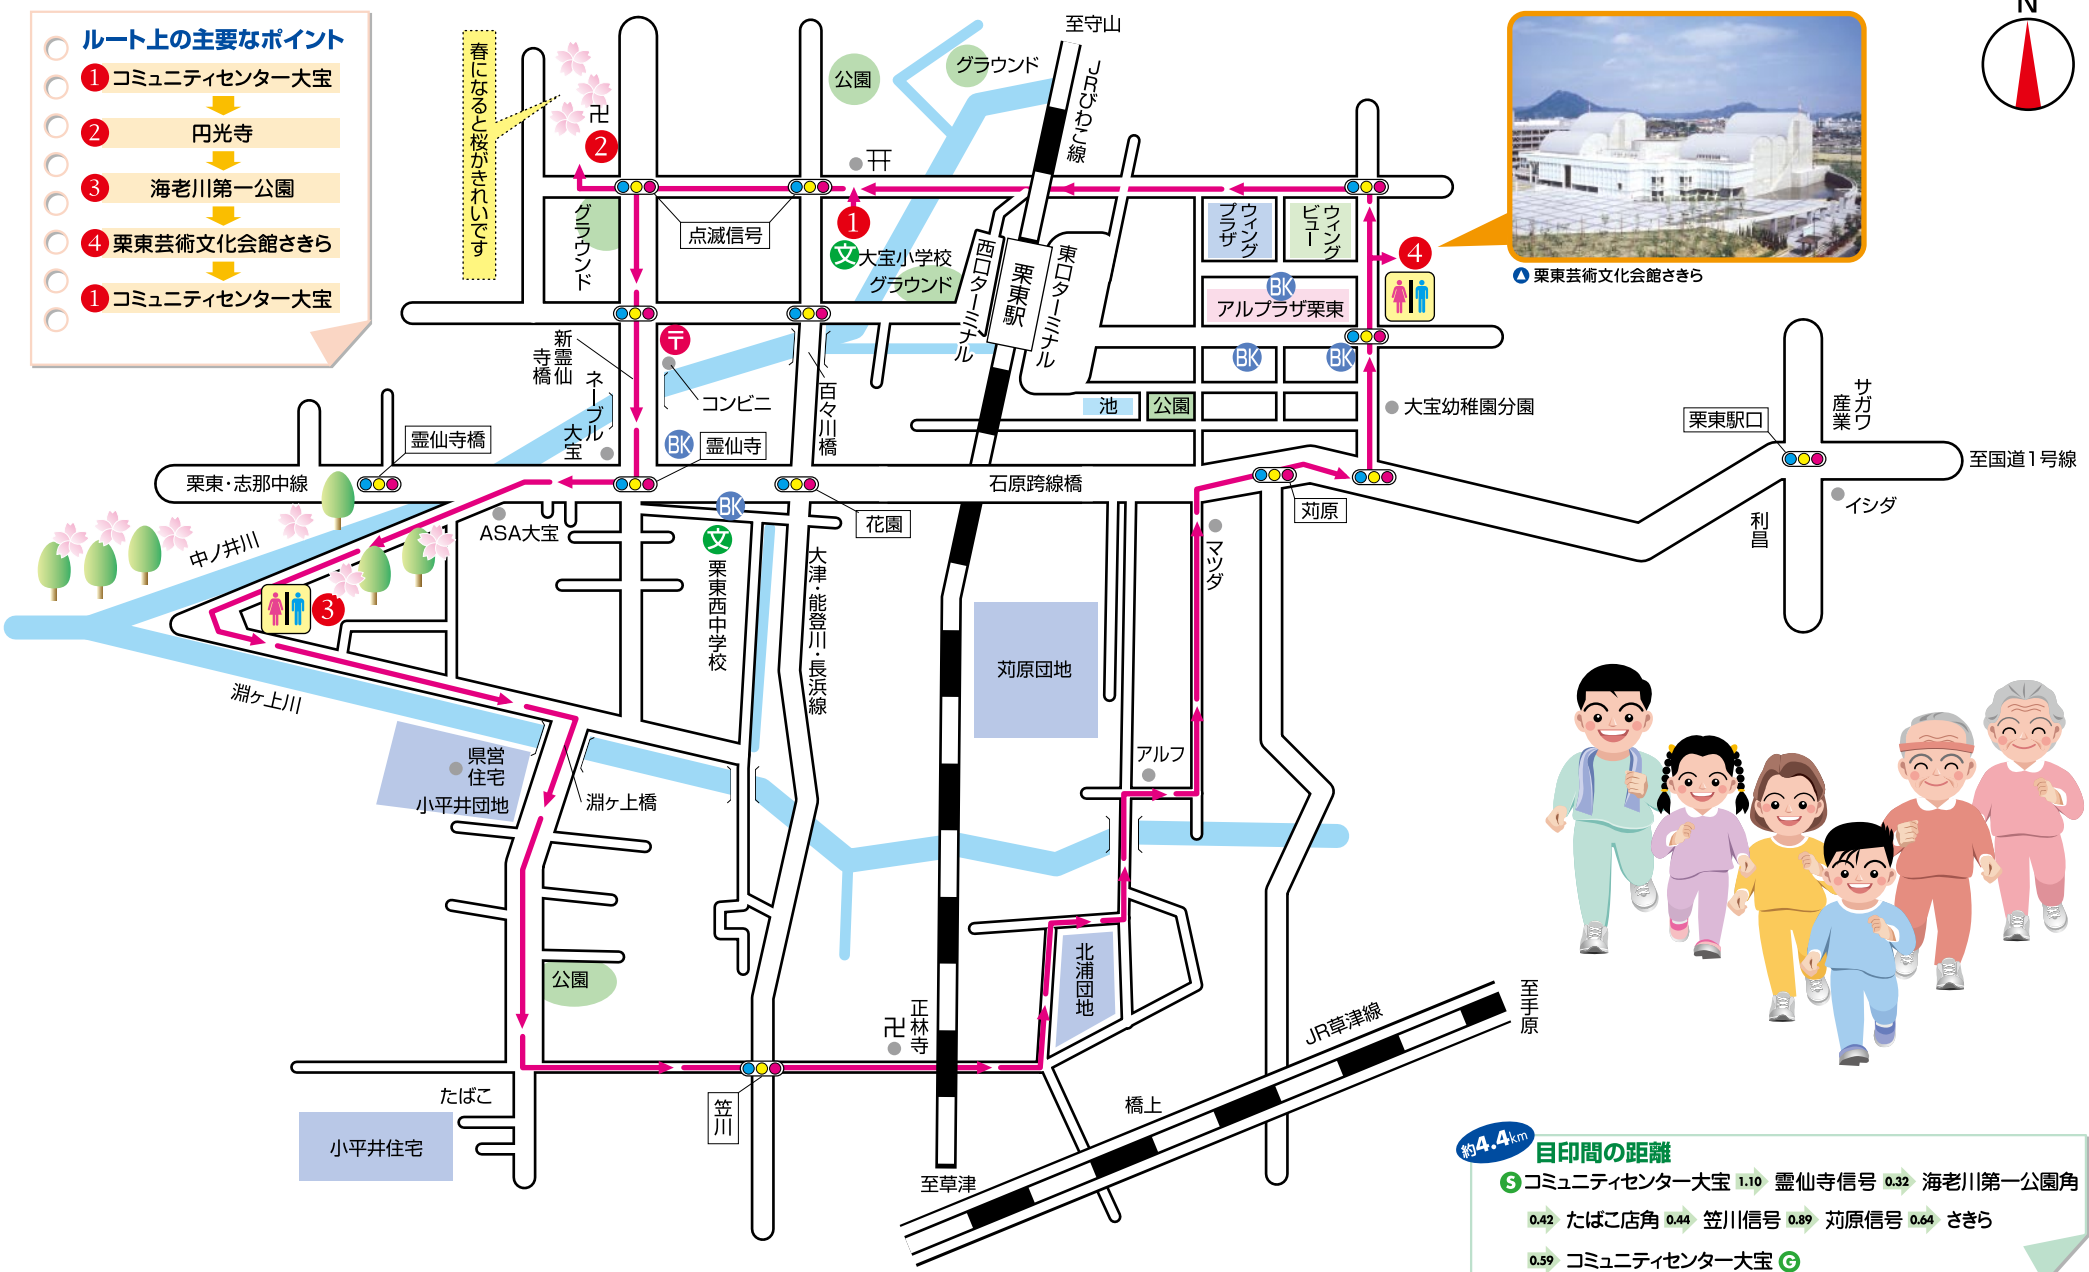 ルート上の主要なポイント
1 コミュニティセンター大宝
2 円光寺
3 海老川第一公園
4 栗東芸術文化会館さきら
1 コミュニティセンター大宝
春になると桜がきれいです
卍
2
公園
グラウンド
至守山
JRびわこ線
N
グラウンド
点滅信号
1
文 大宝小学校
グラウンド
西口ターミナル
栗東駅
東口ターミナル
ウイングプラザ
ウイングビュー
4
栗東芸術文化会館さきら
BK
アルプラザ栗東
BK
BK
新霊仙寺橋
〒
コンビニ
ネーブル大宝
百々川橋
池
公園
大宝幼稚園分園
栗東駅口
サガワ産業
霊仙寺橋
BK
霊仙寺
栗東・志那中線
石原跨線橋
至国道1号線
イシダ
利昌
苅原
花園
BK
ASA大宝
中ノ井川
文
栗東西中学校
大津・能登川・長浜線
マツダ
3
苅原団地
淵ヶ上川
県営住宅
小平井団地
淵ヶ上橋
アルフ
公園
北浦団地
卍
正林寺
JR草津線
至手原
たばこ
笠川
橋上
小平井住宅
至草津
約4.4km
目印間の距離
S コミュニティセンター大宝 1.10 霊仙寺信号 0.32 海老川第一公園角
0.42 たばこ店角 0.44 笠川信号 0.89 苅原信号 0.64 さきら
0.59 コミュニティセンター大宝 G